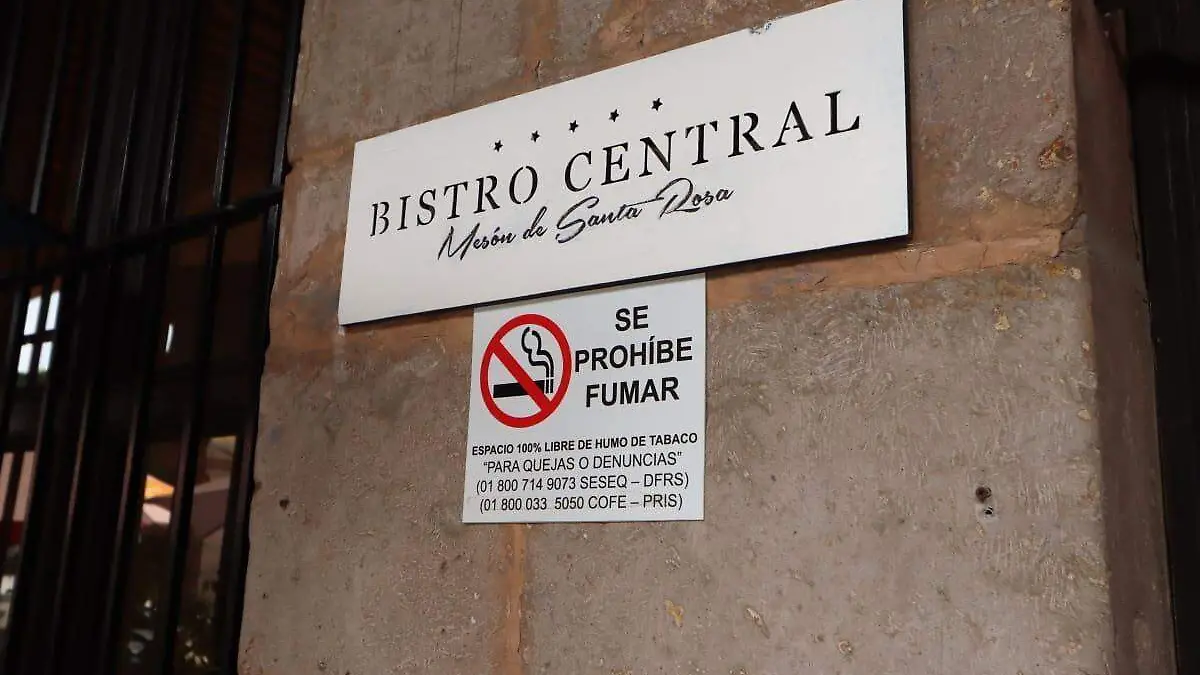 BISTRO CENTRAL
Mesón de Santa Rosa
SE
PROHÍBE
FUMAR
ESPACIO 100% LIBRE DE HUMO DE TABACO
“PARA QUEJAS O DENUNCIAS”
(01 800 714 9073 SESEQ – DFRS)
(01 800 033 5050 COFE – PRIS)